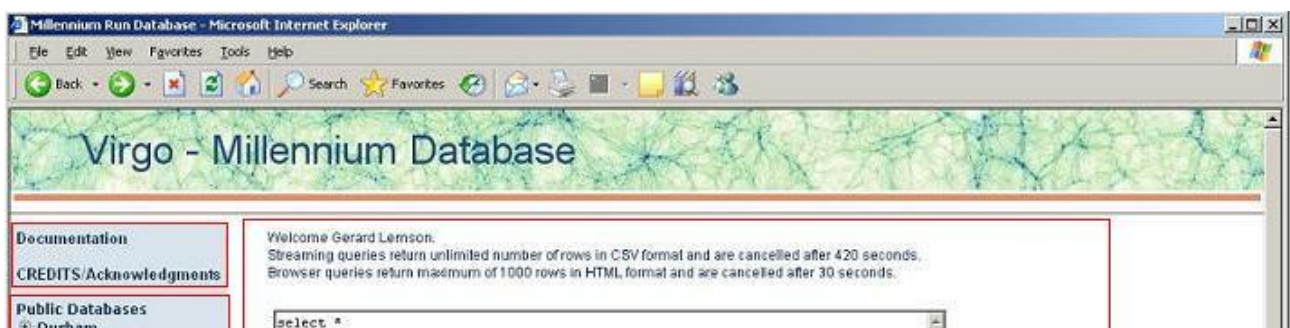 Millennium Run Database - Microsoft Internet Explorer
File Edit View Favorites Tools Help
Back Search Favorites
Virgo - Millennium Database
Documentation
CREDITS/Acknowledgments
Public Databases
Durham
Welcome Gerard Lemson.
Streaming queries return unlimited number of rows in CSV format and are cancelled after 420 seconds.
Browser queries return maximum of 1000 rows in HTML format and are cancelled after 30 seconds.
select *